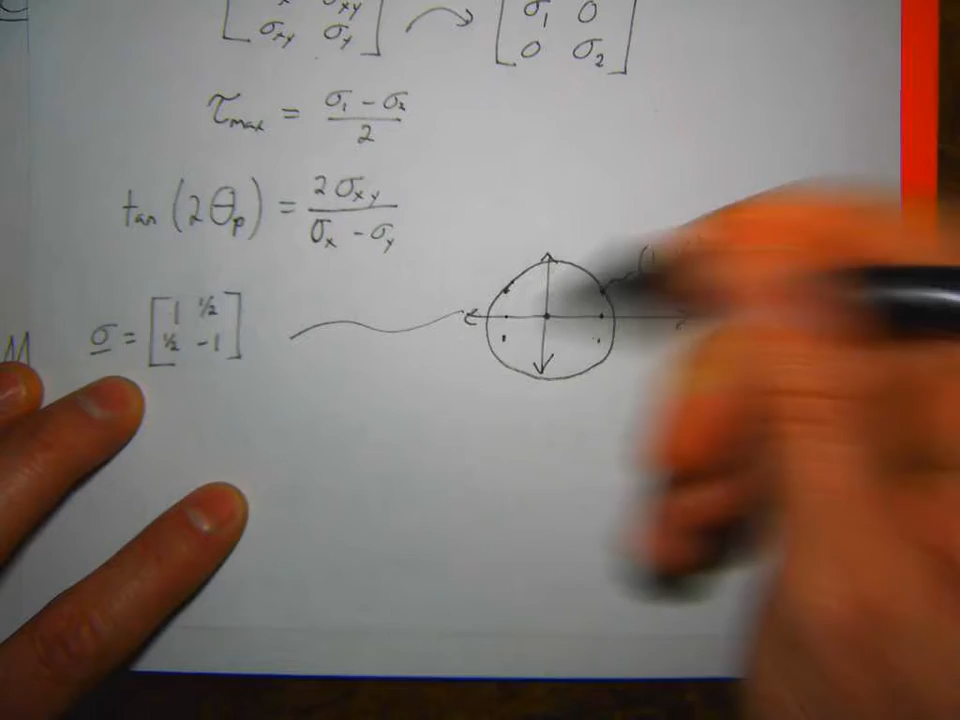 σxy σ1 0
σxy σy 0 σ2
τmax = σ1 - σ2 / 2
tan (2θp) = 2σxy / σx - σy
σ = [1 ½
½ -1]